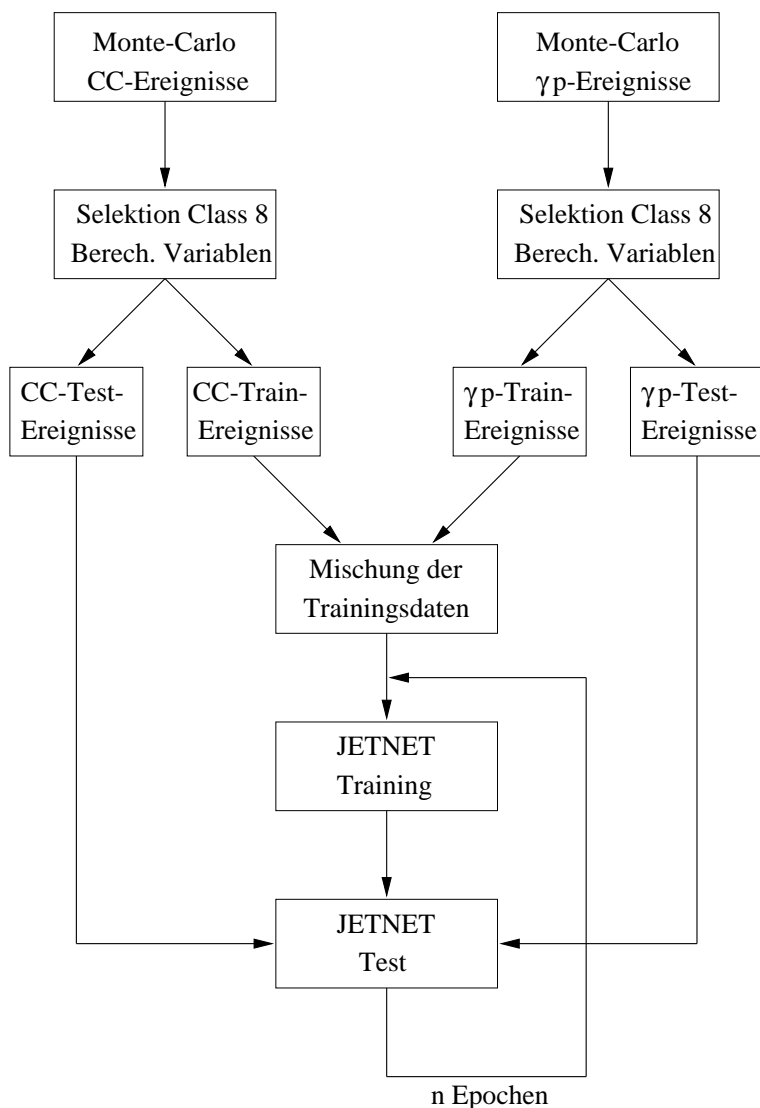 Monte-Carlo
CC-Ereignisse
Monte-Carlo
γp-Ereignisse
Selektion Class 8
Berech. Variablen
Selektion Class 8
Berech. Variablen
CC-Test-
Ereignisse
CC-Train-
Ereignisse
γp-Train-
Ereignisse
γp-Test-
Ereignisse
Mischung der
Trainingsdaten
JETNET
Training
JETNET
Test
n Epochen